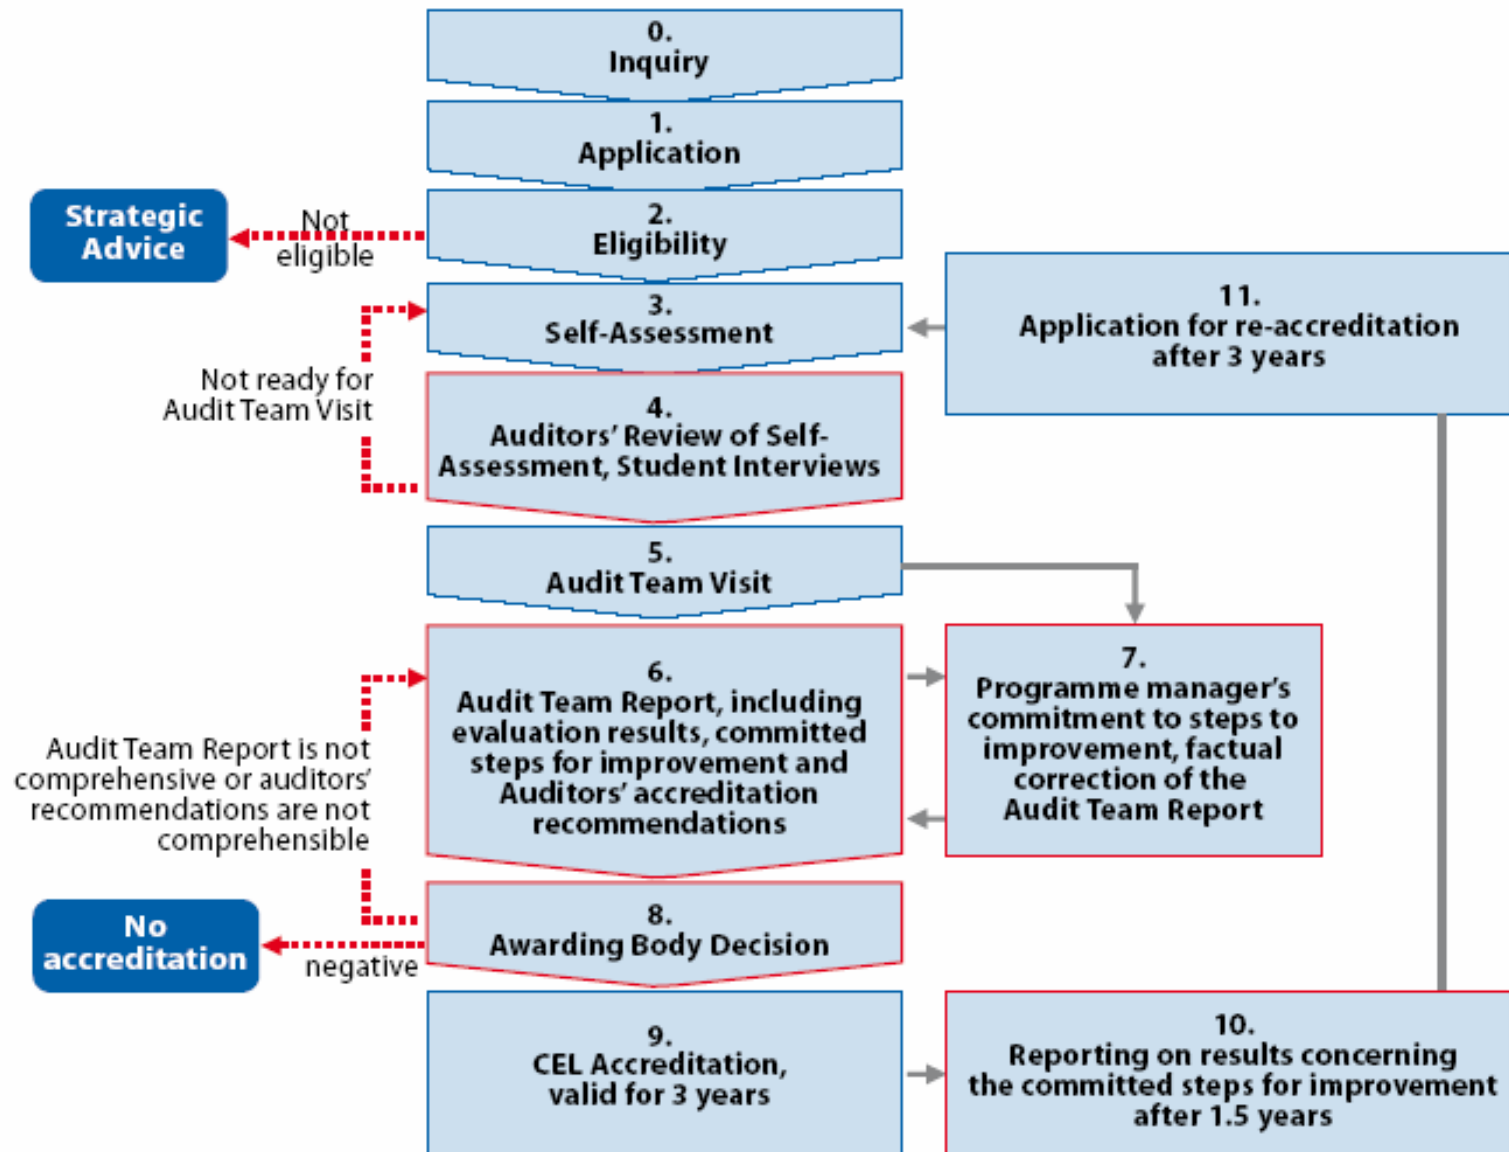 0.
Inquiry
1.
Application
Strategic
Advice
Not
eligible
2.
Eligibility
3.
Self-Assessment
11.
Application for re-accreditation
after 3 years
Not ready for
Audit Team Visit
4.
Auditors’ Review of Self-
Assessment, Student Interviews
5.
Audit Team Visit
6.
Audit Team Report, including
evaluation results, committed
steps for improvement and
Auditors’ accreditation
recommendations
7.
Programme manager’s
commitment to steps to
improvement, factual
correction of the
Audit Team Report
Audit Team Report is not
comprehensive or auditors’
recommendations are not
comprehensible
8.
Awarding Body Decision
No
accreditation
negative
9.
CEL Accreditation,
valid for 3 years
10.
Reporting on results concerning
the committed steps for improvement
after 1.5 years